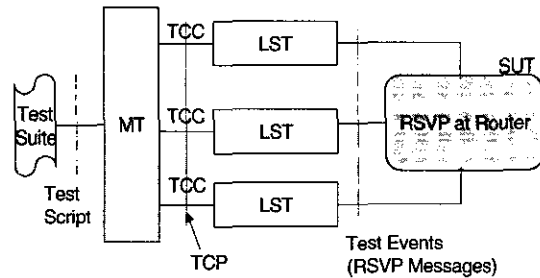 TCC
LST
SUT
Test
Suite
MT
TCC
LST
RSVP at Router
Test
Script
TCC
LST
TCP
Test Events
(RSVP Messages)